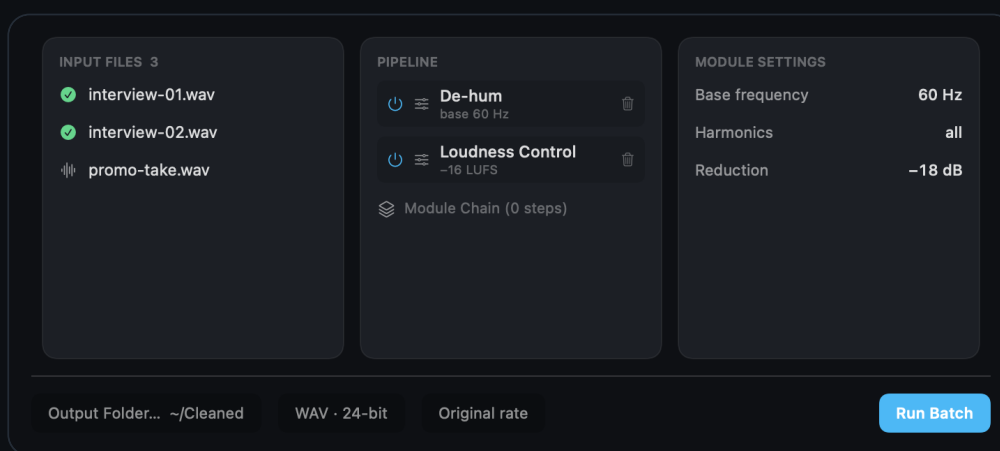 INPUT FILES 3
interview-01.wav
interview-02.wav
promo-take.wav
PIPELINE
De-hum
base 60 Hz
Loudness Control
−16 LUFS
Module Chain (0 steps)
MODULE SETTINGS
Base frequency 60 Hz
Harmonics all
Reduction −18 dB
Output Folder... ~/Cleaned
WAV · 24-bit
Original rate
Run Batch